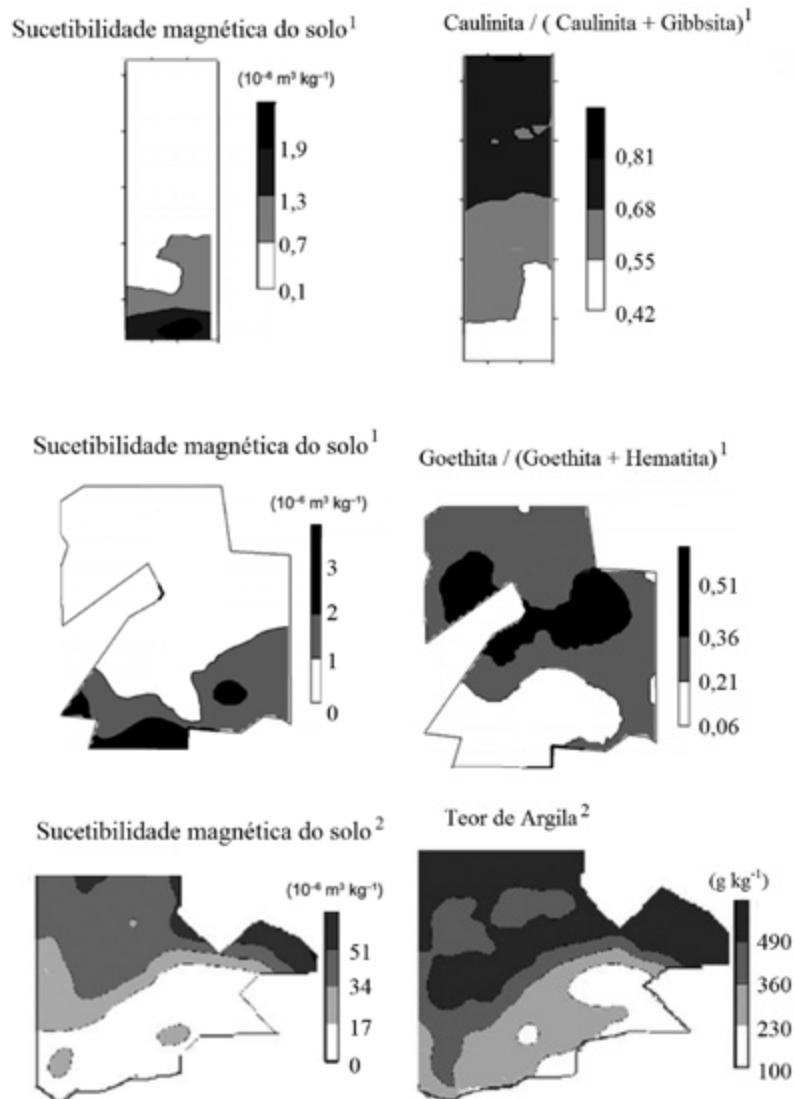 Sucetibilidade magnética do solo¹
Caulinita / ( Caulinita + Gibbsita)¹
(10⁻⁶ m³ kg⁻¹)
1,9
1,3
0,7
0,1
0,81
0,68
0,55
0,42
Sucetibilidade magnética do solo¹
Goethita / (Goethita + Hematita)¹
(10⁻⁶ m³ kg⁻¹)
3
2
1
0
0,51
0,36
0,21
0,06
Sucetibilidade magnética do solo²
Teor de Argila²
(10⁻⁶ m³ kg⁻¹)
51
34
17
0
(g kg⁻¹)
490
360
230
100